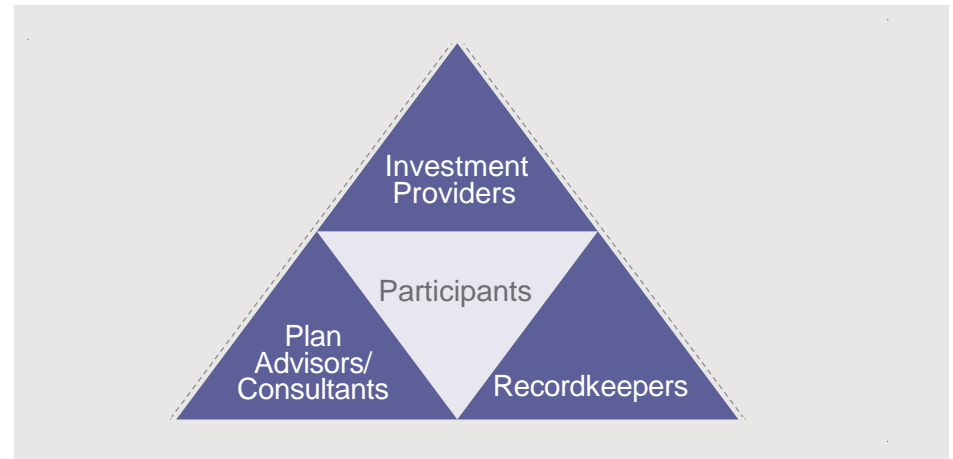 Investment
Providers
Participants
Plan
Advisors/
Consultants
Recordkeepers